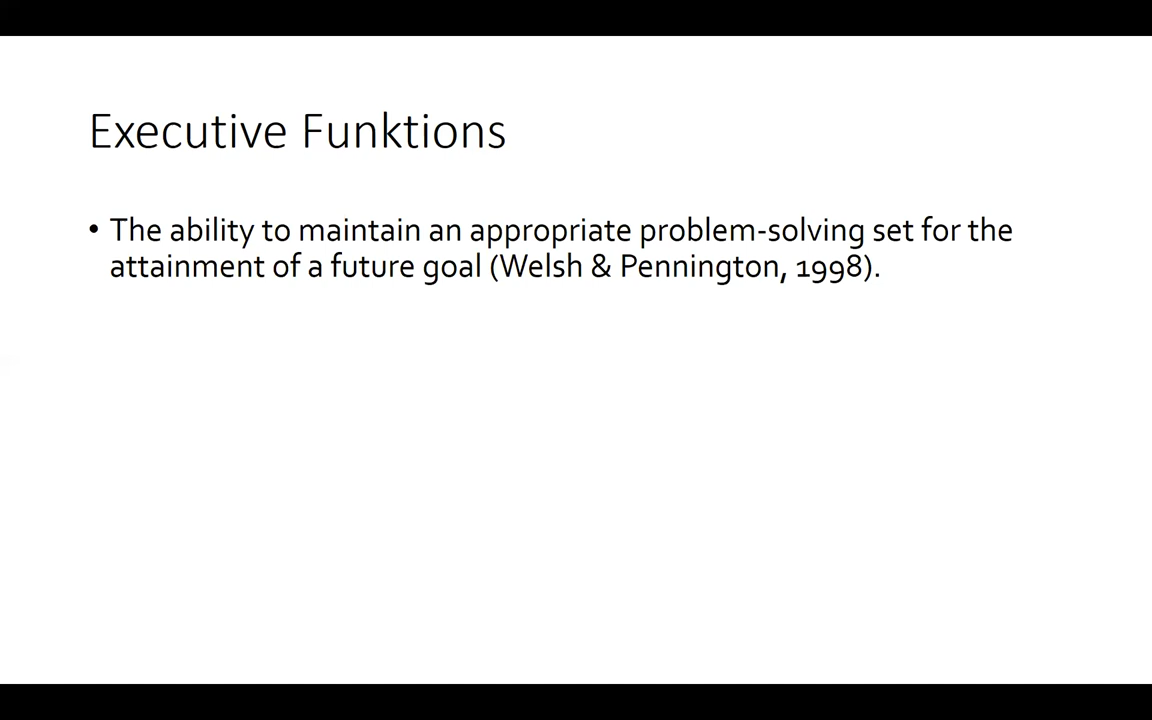 Executive Funktions
• The ability to maintain an appropriate problem-solving set for the
attainment of a future goal (Welsh & Pennington, 1998).